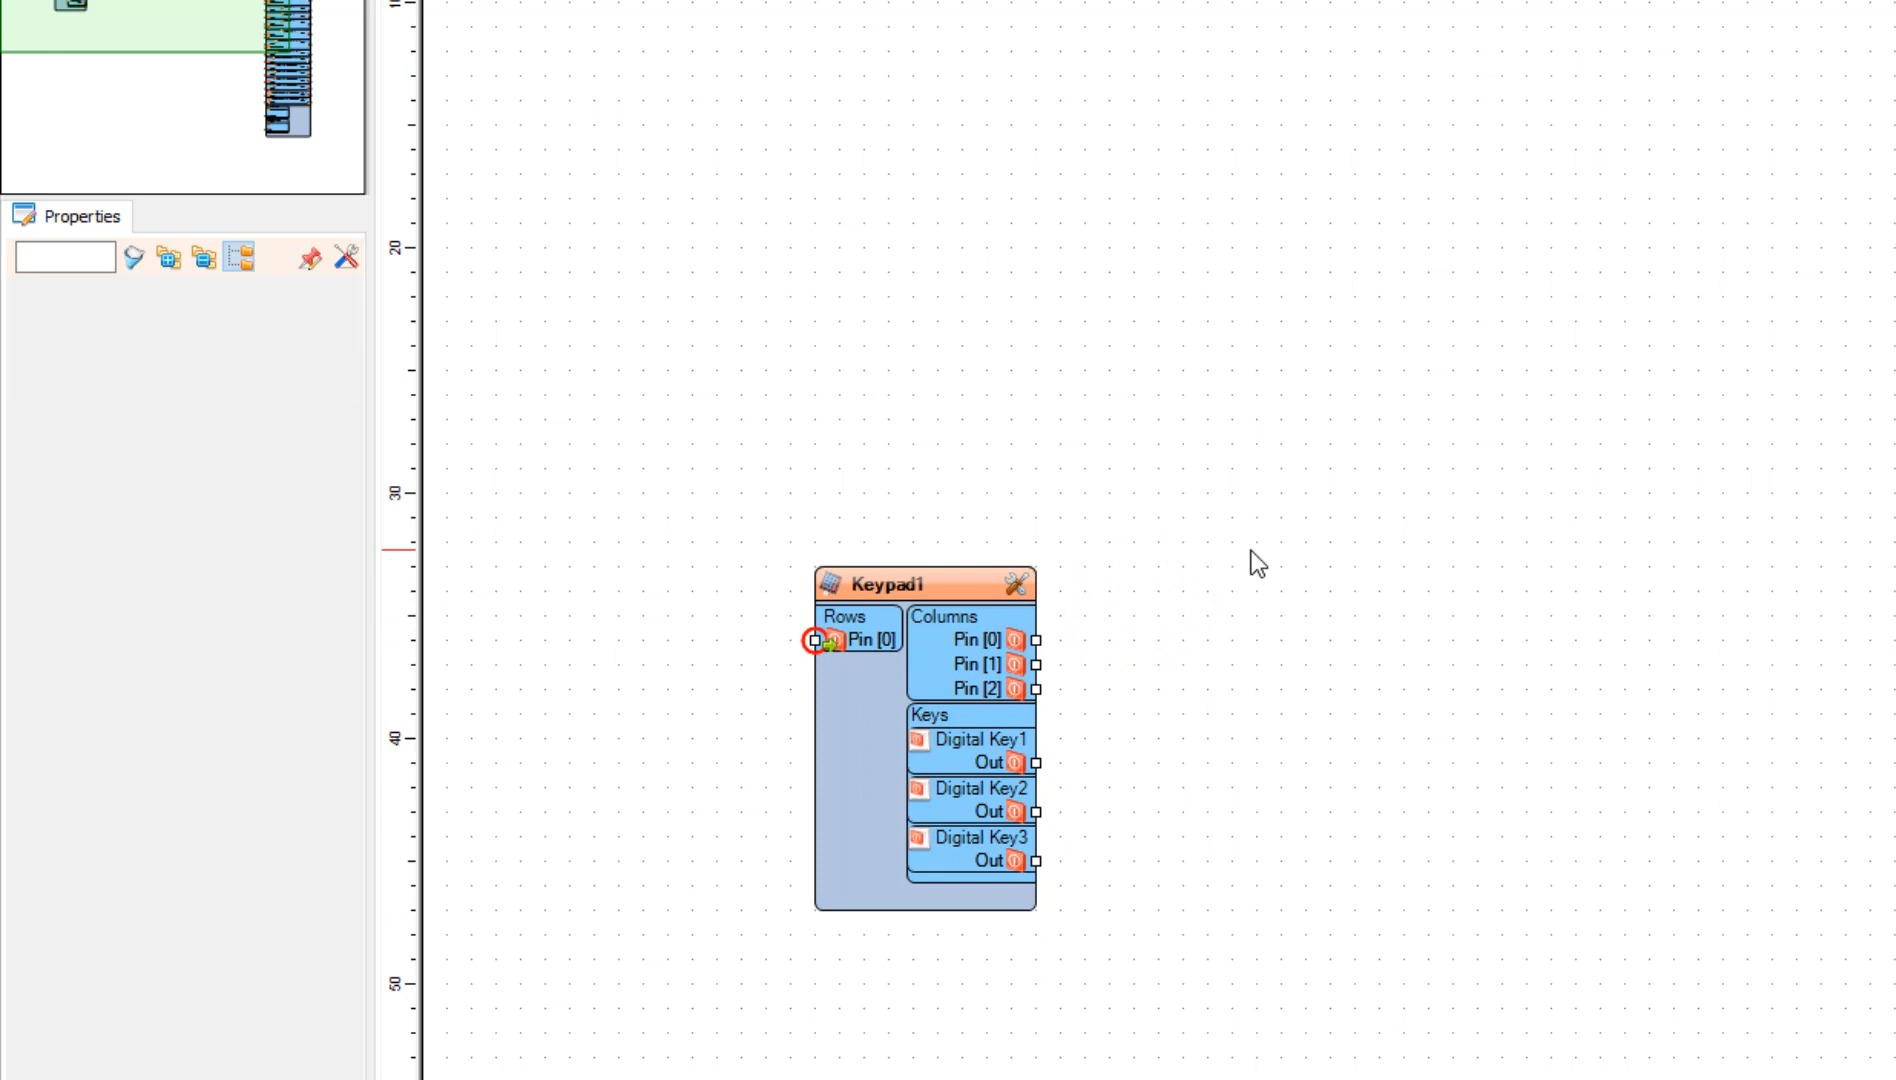 Properties
20
30
40
50
Keypad1
Rows
Pin [0]
Columns
Pin [0]
Pin [1]
Pin [2]
Keys
Digital Key1
Out
Digital Key2
Out
Digital Key3
Out